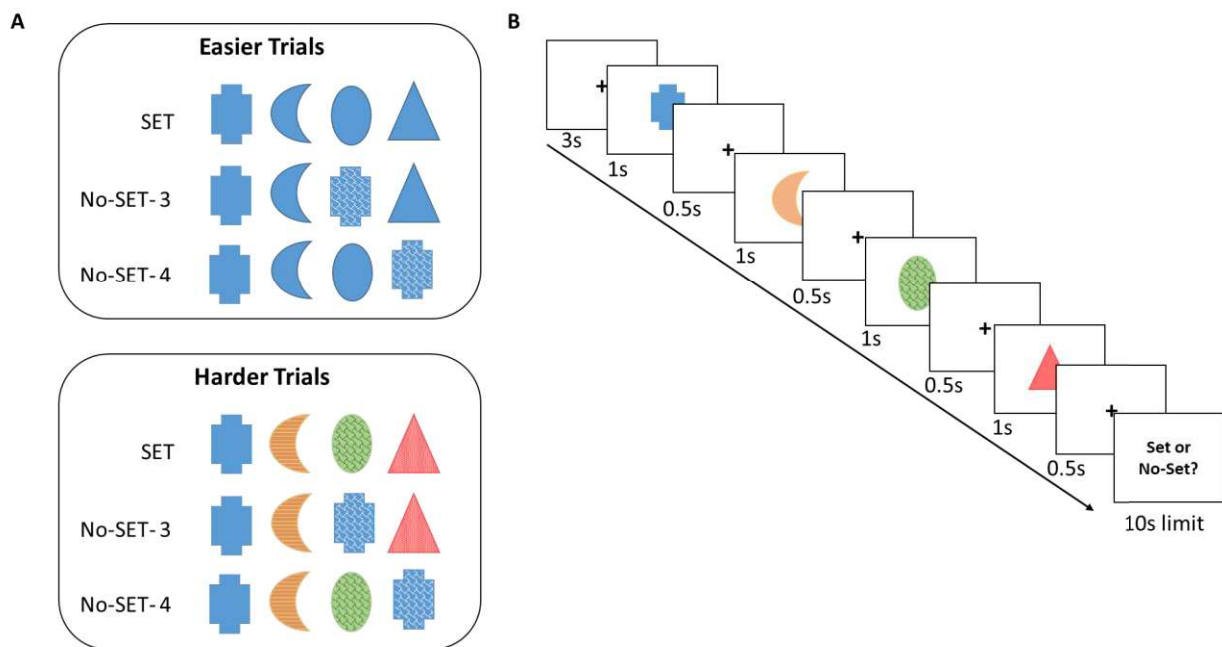 A
Easier Trials
SET
No-SET- 3
No-SET- 4
Harder Trials
SET
No-SET- 3
No-SET- 4
B
+
3s
1s
+
0.5s
1s
+
0.5s
1s
+
0.5s
1s
+
0.5s
Set or
No-Set?
10s limit